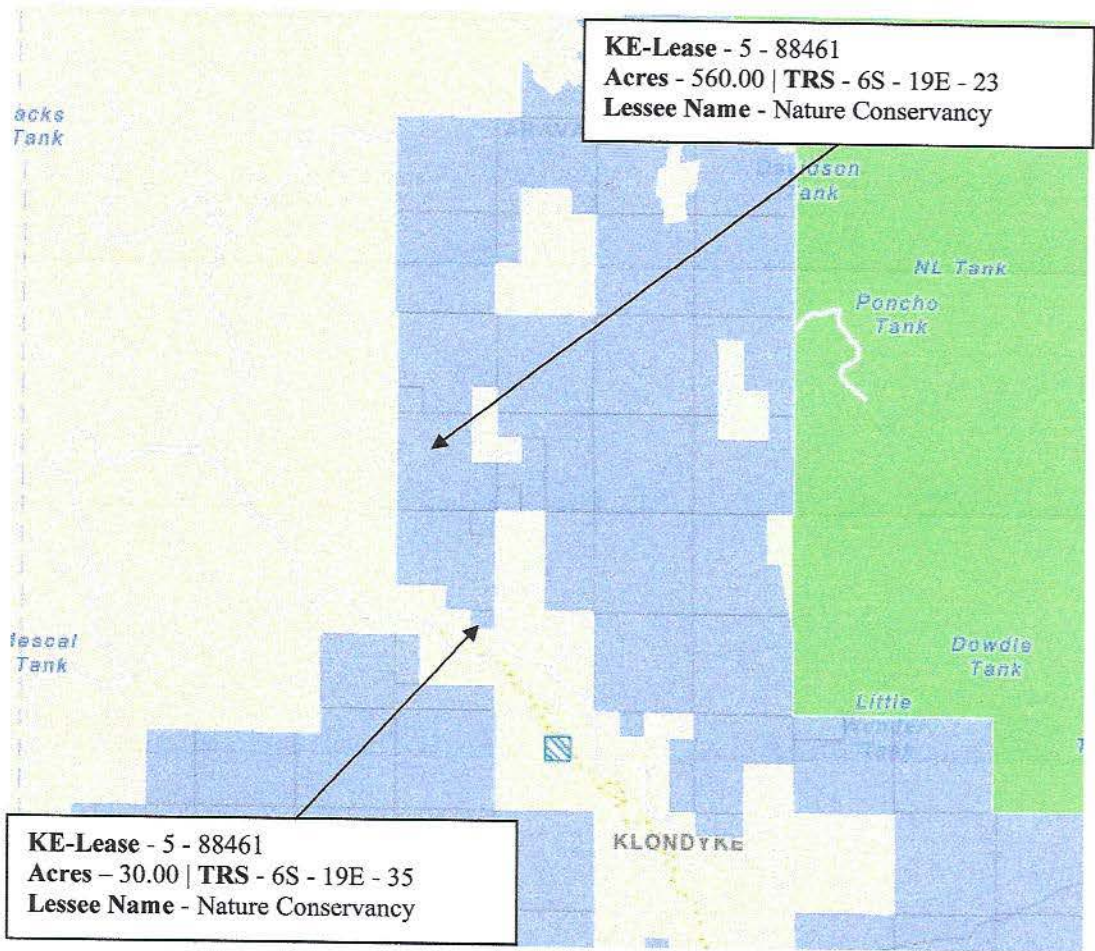 KE-Lease - 5 - 88461
Acres - 560.00 | TRS - 6S - 19E - 23
Lessee Name - Nature Conservancy
acks
Tank
Davidson
Tank
NL Tank
Poncho
Tank
lescal
Tank
Dowdle
Tank
Little
KLONDYKE
KE-Lease - 5 - 88461
Acres – 30.00 | TRS - 6S - 19E - 35
Lessee Name - Nature Conservancy